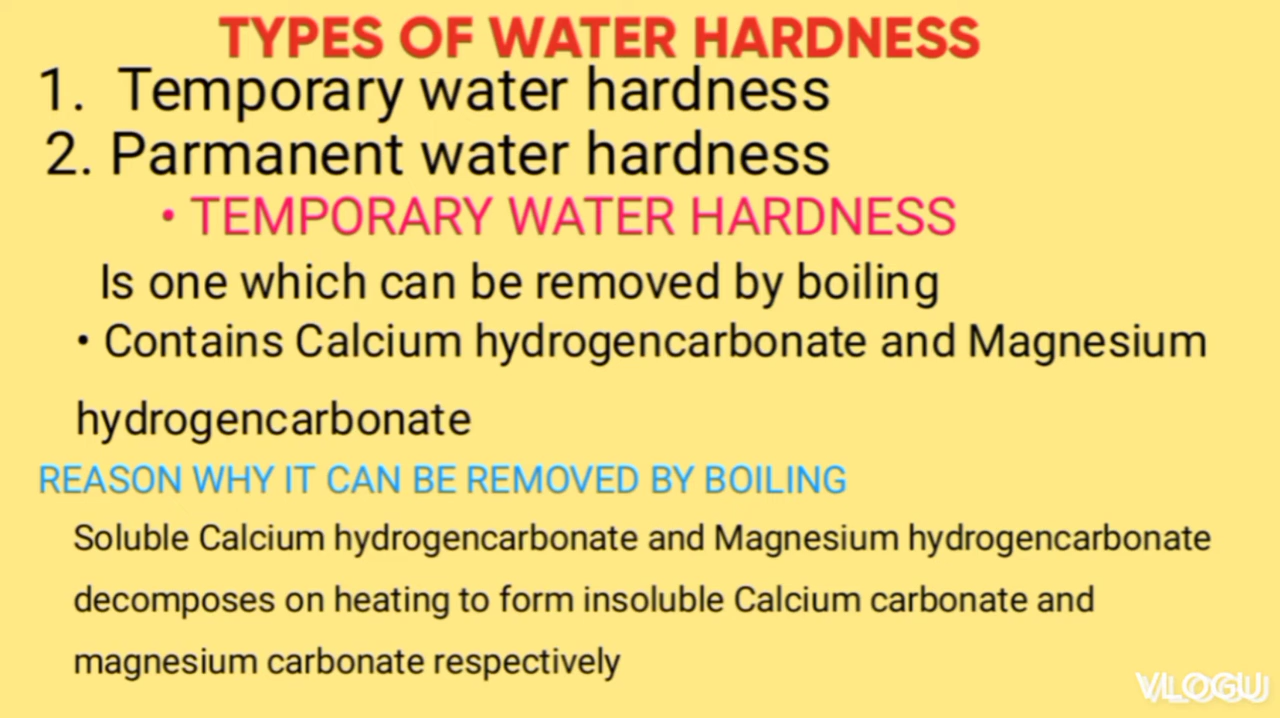 TYPES OF WATER HARDNESS
1. Temporary water hardness
2. Parmanent water hardness
• TEMPORARY WATER HARDNESS
Is one which can be removed by boiling
• Contains Calcium hydrogencarbonate and Magnesium
hydrogencarbonate
REASON WHY IT CAN BE REMOVED BY BOILING
Soluble Calcium hydrogencarbonate and Magnesium hydrogencarbonate
decomposes on heating to form insoluble Calcium carbonate and
magnesium carbonate respectively
VLOGU